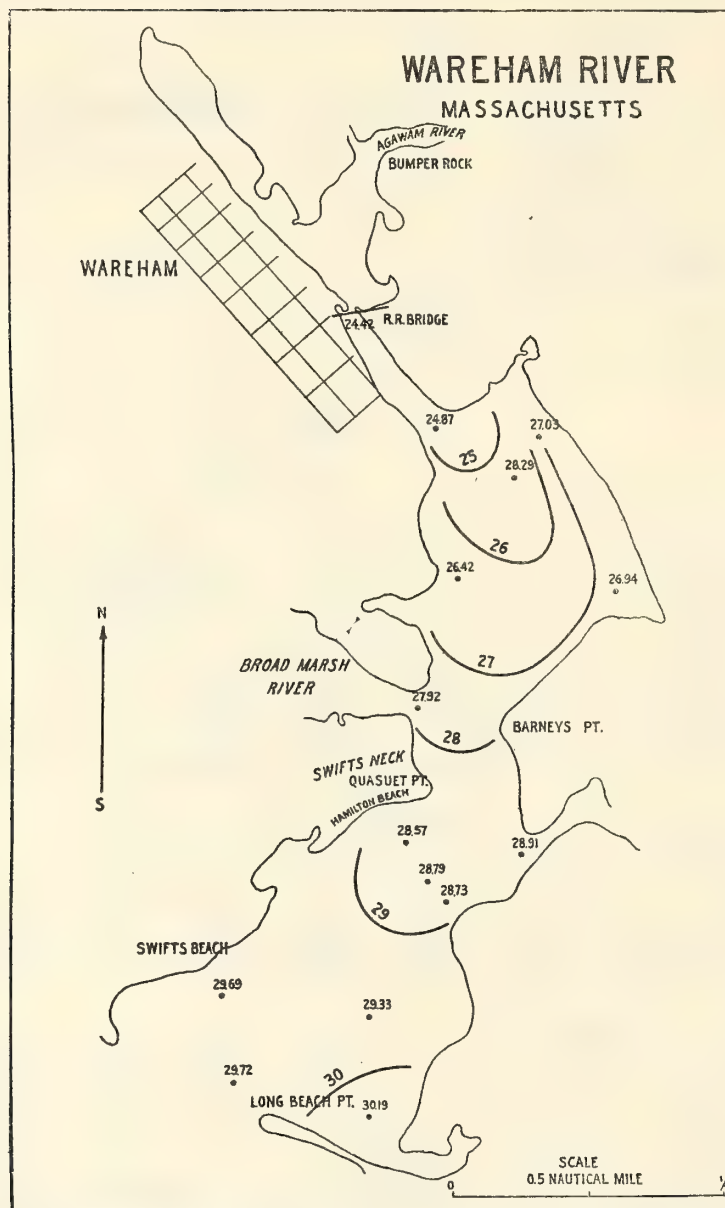 WAREHAM RIVER
MASSACHUSETTS
AGAWAM RIVER
BUMPER ROCK
WAREHAM
24.42
R.R. BRIDGE
24.87
27.03
25
28.29
26
26.42
26.94
N
27
BROAD MARSH
RIVER
27.92
BARNEYS PT.
28
SWIFTS NECK
QUASUET PT.
S
HAMILTON BEACH
28.57
28.91
28.79
28.73
29
SWIFTS BEACH
29.69
29.33
30
29.72
LONG BEACH PT.
30.19
SCALE
0.5 NAUTICAL MILE
0